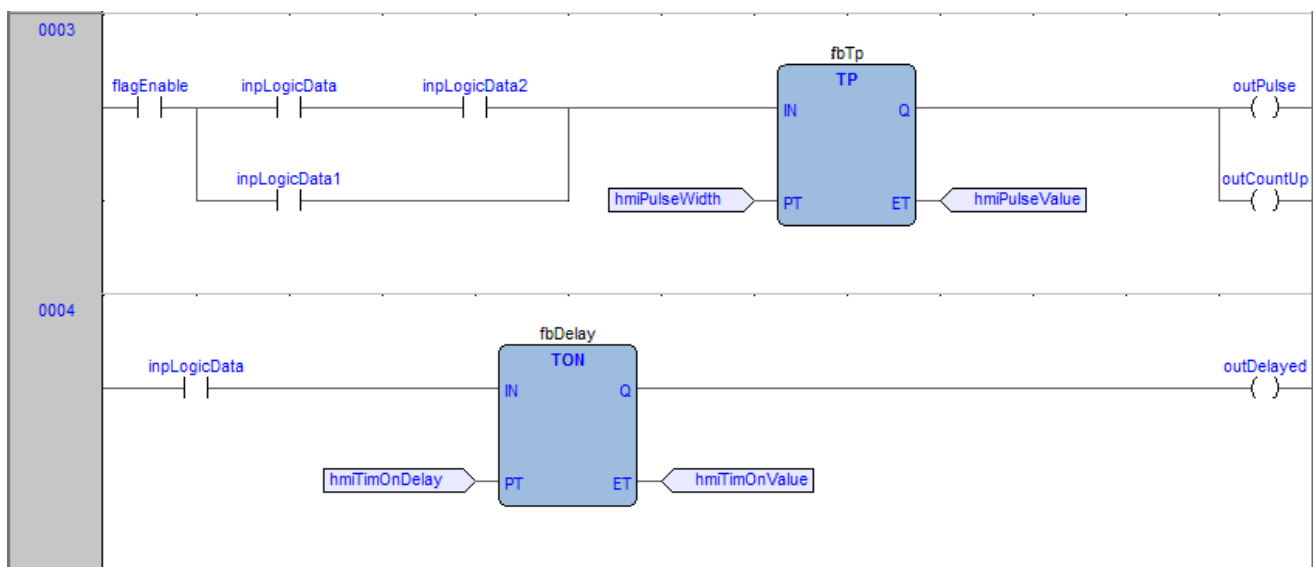 0003
fbTp
TP
flagEnable
inpLogicData
inpLogicData2
outPulse
IN
Q
inpLogicData1
outCountUp
hmiPulseWidth
PT
ET
hmiPulseValue
0004
fbDelay
TON
inpLogicData
outDelayed
IN
Q
hmiTimOnDelay
PT
ET
hmiTimOnValue